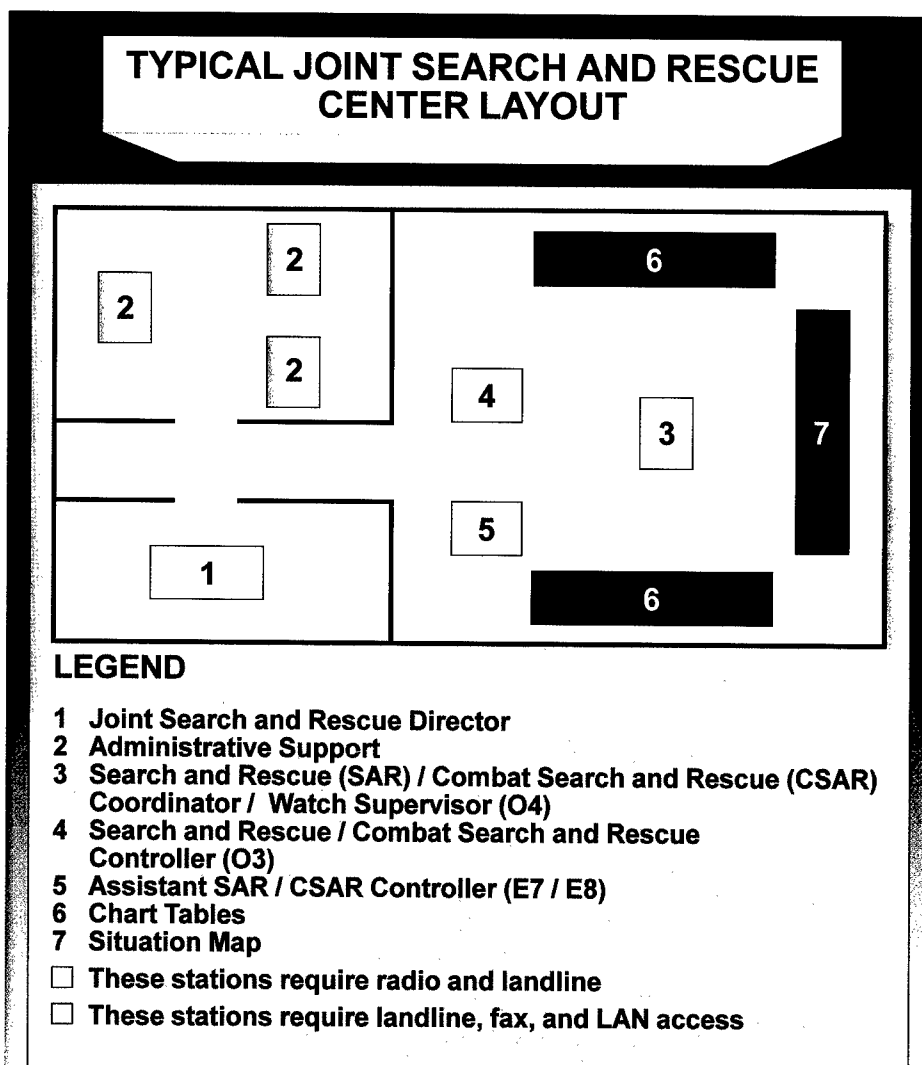 TYPICAL JOINT SEARCH AND RESCUE
CENTER LAYOUT
2
2
2
6
4
3
7
5
1
6
LEGEND
1 Joint Search and Rescue Director
2 Administrative Support
3 Search and Rescue (SAR) / Combat Search and Rescue (CSAR)
Coordinator / Watch Supervisor (O4)
4 Search and Rescue / Combat Search and Rescue
Controller (O3)
5 Assistant SAR / CSAR Controller (E7 / E8)
6 Chart Tables
7 Situation Map
☐ These stations require radio and landline
☐ These stations require landline, fax, and LAN access